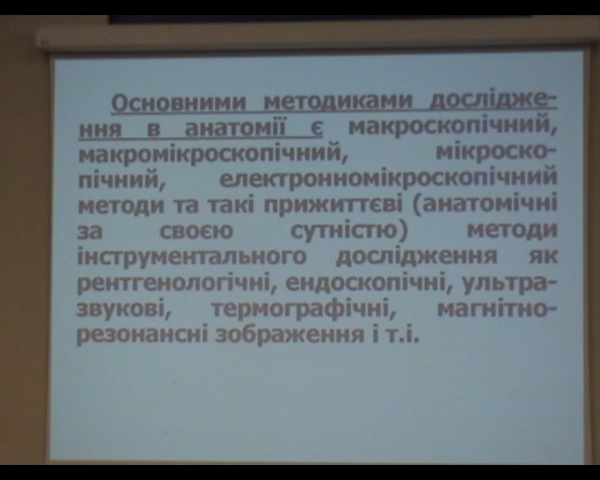 Основними методиками дослідже-
ння в анатомії є макроскопічний,
макромікроскопічний, мікроско-
пічний, електронномікроскопічний
методи та такі прижиттєві (анатомічні
за своєю сутністю) методи
інструментального дослідження як
рентгенологічні, ендоскопічні, ультра-
звукові, термографічні, магнітно-
резонансні зображення і т.і.